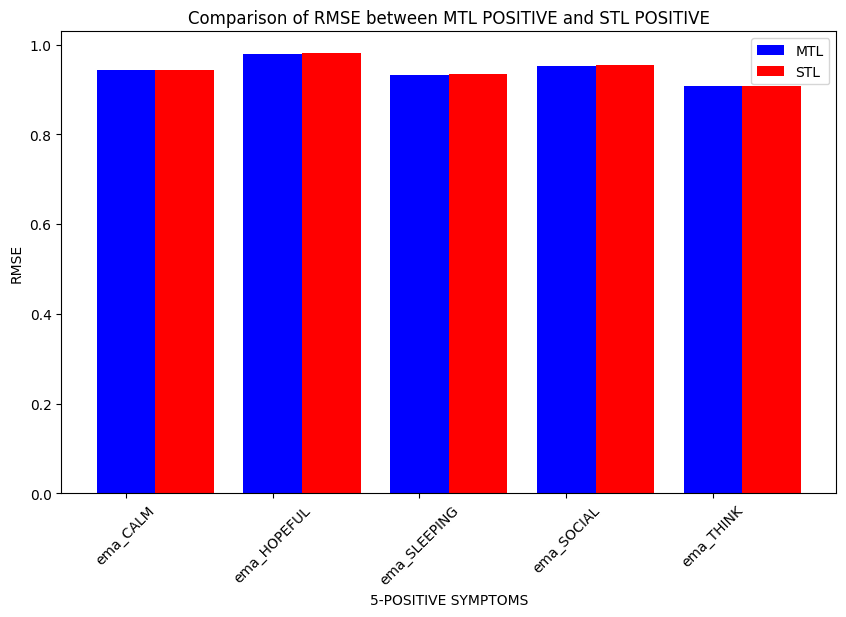 Comparison of RMSE between MTL POSITIVE and STL POSITIVE
MTL
STL
RMSE
1.0
0.8
0.6
0.4
0.2
0.0
ema_CALM
ema_HOPEFUL
ema_SLEEPING
ema_SOCIAL
ema_THINK
5-POSITIVE SYMPTOMS